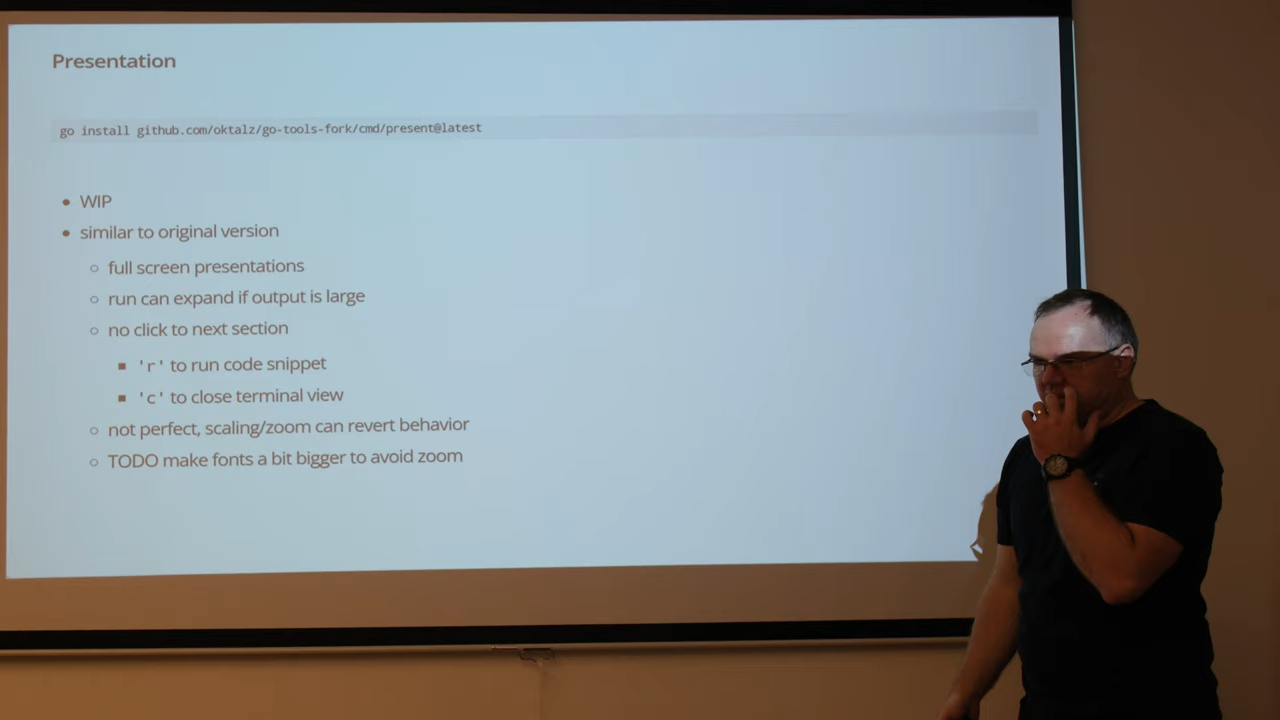 Presentation
go install github.com/oktalz/go-tools-fork/cmd/present@latest
• WIP
• similar to original version
○ full screen presentations
○ run can expand if output is large
○ no click to next section
▪ 'r' to run code snippet
▪ 'c' to close terminal view
○ not perfect, scaling/zoom can revert behavior
○ TODO make fonts a bit bigger to avoid zoom